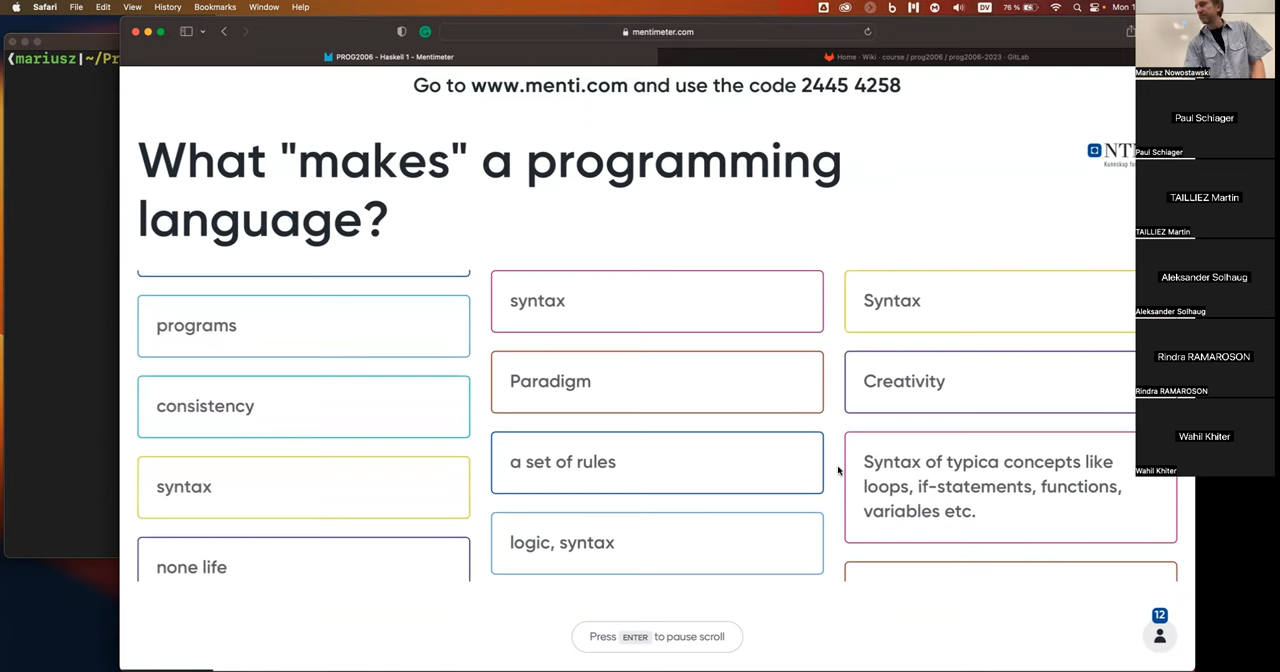 Safari File Edit View History Bookmarks Window Help
DV 76 % Mon 1
mentimeter.com
(mariusz|~/Pr
PROG2006 - Haskell 1 - Mentimeter
Home · Wiki · course / prog2006 / prog2006-2023 · GitLab
Go to www.menti.com and use the code 2445 4258
What "makes" a programming
language?
programs
consistency
syntax
none life
syntax
Paradigm
a set of rules
logic, syntax
Syntax
Creativity
Syntax of typica concepts like
loops, if-statements, functions,
variables etc.
Press ENTER to pause scroll
12
Mariusz Nowostawski
Paul Schiager
Paul Schiager
TAILLIEZ Martin
TAILLIEZ Martin
Aleksander Solhaug
Aleksander Solhaug
Rindra RAMAROSON
Rindra RAMAROSON
Wahil Khiter
Wahil Khiter